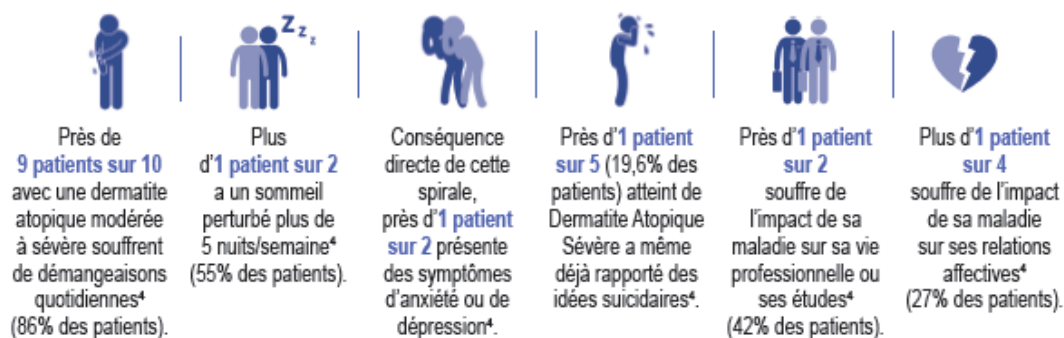 Zzzz
Près de
9 patients sur 10
avec une dermatite
atopique modérée
à sévère souffrent
de démangeaisons
quotidiennes⁴
(86% des patients).
Plus
d'1 patient sur 2
a un sommeil
perturbé plus de
5 nuits/semaine⁴
(55% des patients).
Conséquence
directe de cette
spirale,
près d'1 patient
sur 2 présente
des symptômes
d'anxiété ou de
dépression⁴.
Près d'1 patient
sur 5 (19,6% des
patients) atteint de
Dermatite Atopique
Sévère a même
déjà rapporté des
idées suicidaires⁴.
Près d'1 patient
sur 2
souffre de
l'impact de sa
maladie sur sa vie
professionnelle ou
ses études⁴
(42% des patients).
Plus d'1 patient
sur 4
souffre de l'impact
de sa maladie
sur ses relations
affectives⁴
(27% des patients).